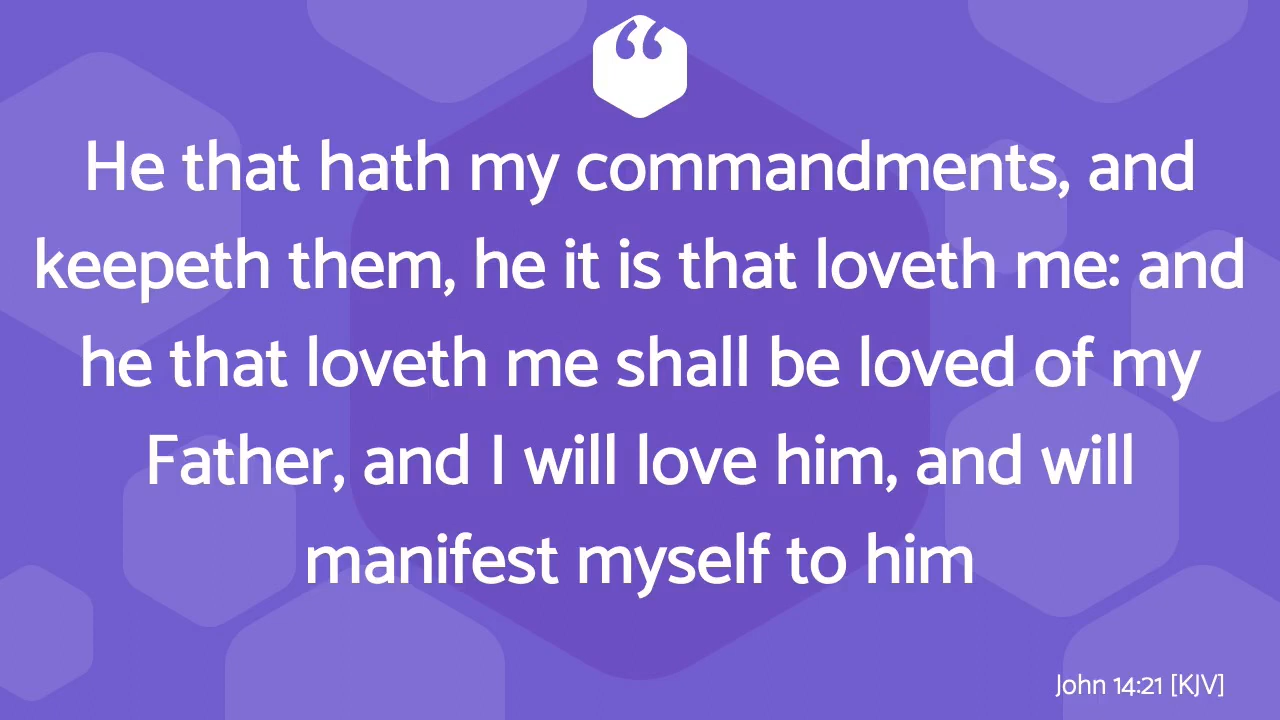 “
He that hath my commandments, and
keepeth them, he it is that loveth me: and
he that loveth me shall be loved of my
Father, and I will love him, and will
manifest myself to him
John 14:21 [KJV]